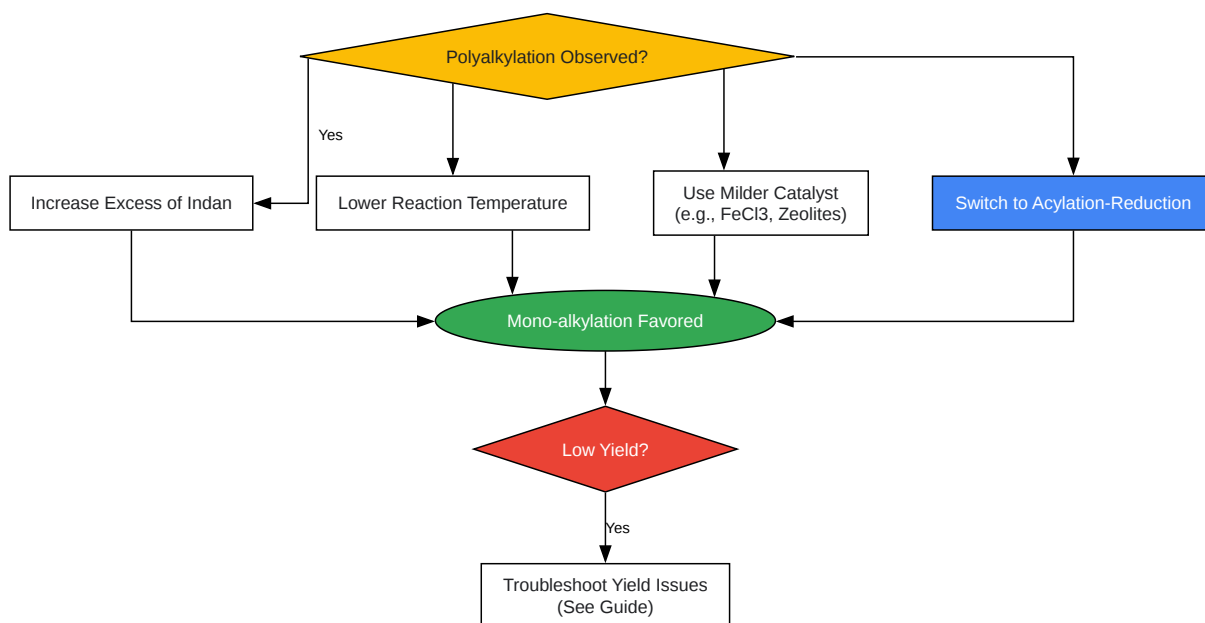 Polyalkylation Observed?
Yes
Increase Excess of Indan
Lower Reaction Temperature
Use Milder Catalyst
(e.g., FeCl3, Zeolites)
Switch to Acylation-Reduction
Mono-alkylation Favored
Low Yield?
Yes
Troubleshoot Yield Issues
(See Guide)